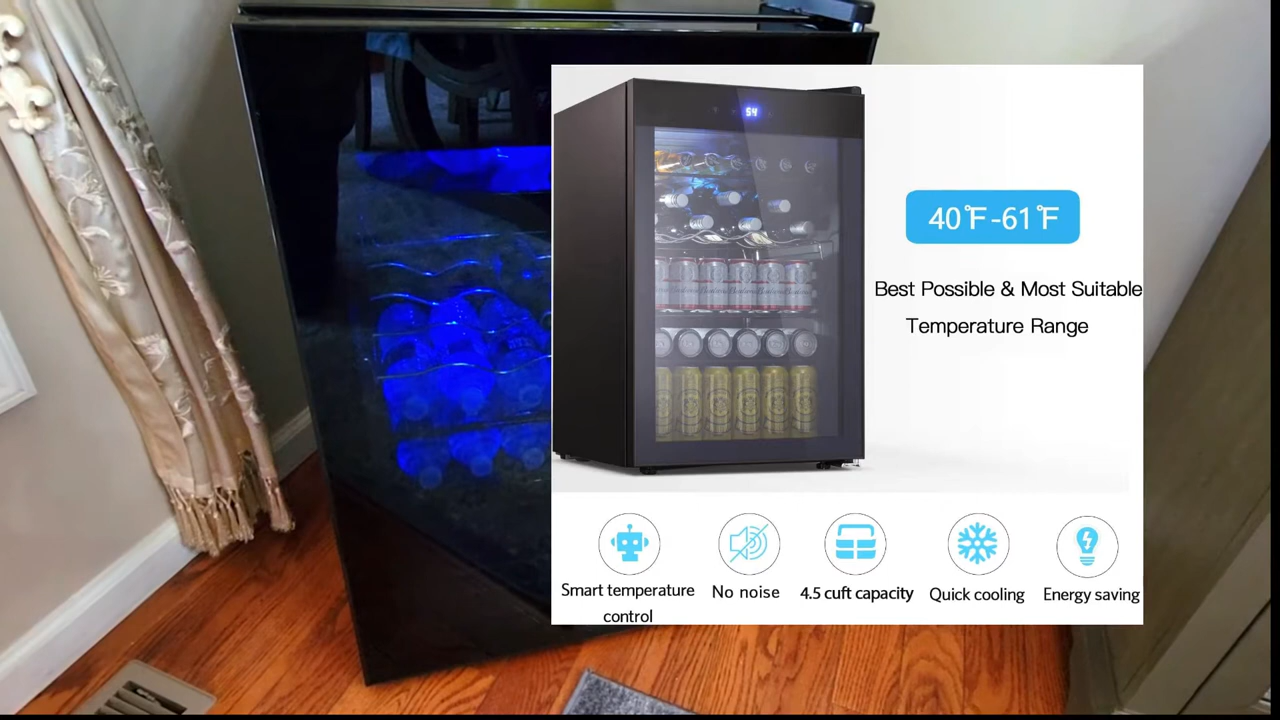 54
40°F-61°F
Best Possible & Most Suitable
Temperature Range
Smart temperature
control
No noise
4.5 cuft capacity
Quick cooling
Energy saving